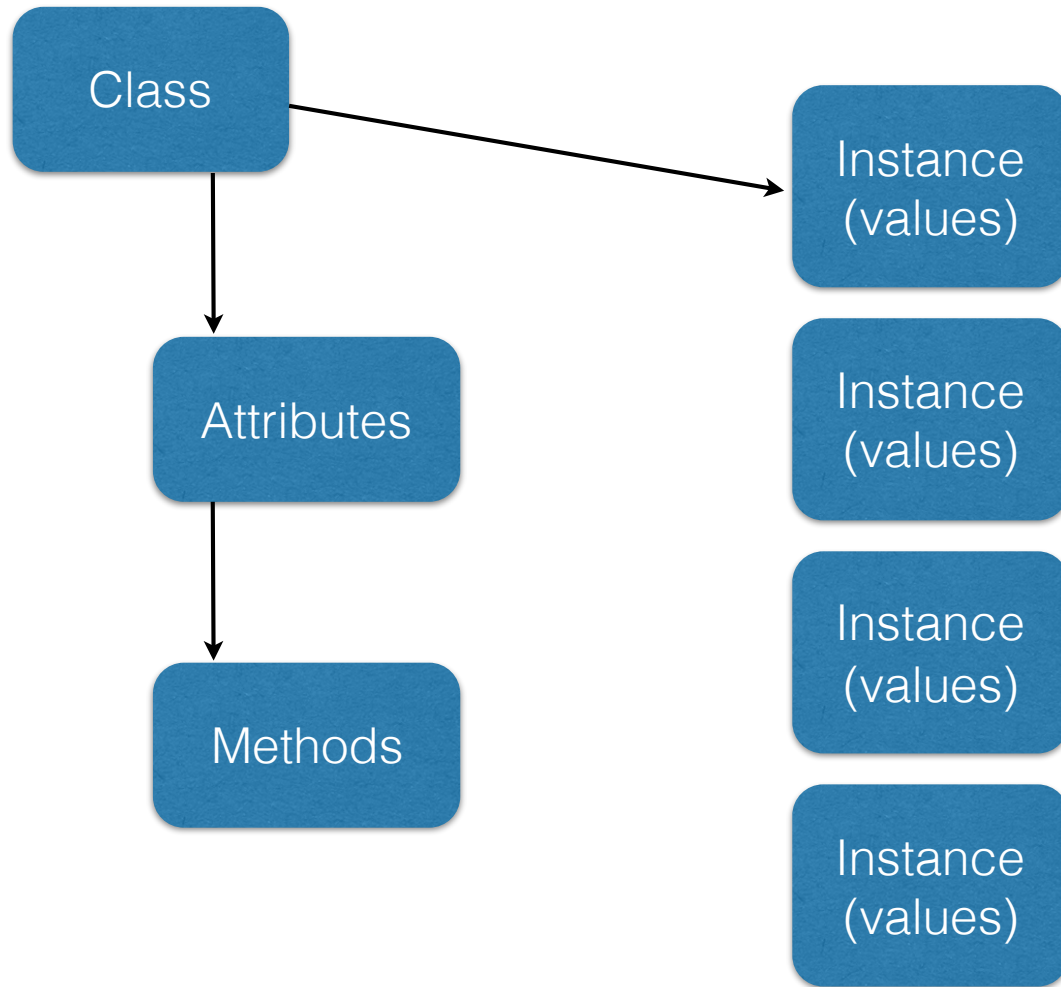 Class
Attributes
Methods
Instance
(values)
Instance
(values)
Instance
(values)
Instance
(values)